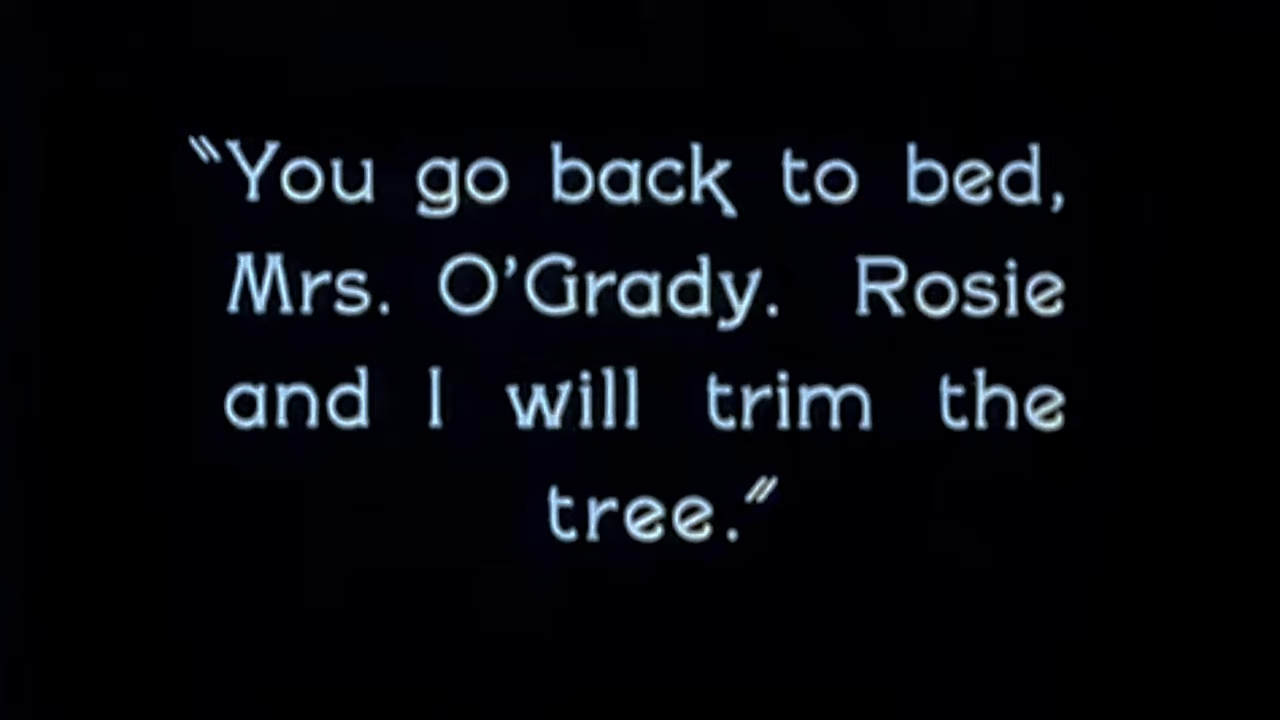 “You go back to bed,
Mrs. O’Grady. Rosie
and I will trim the
tree.”